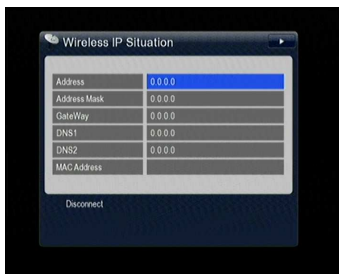 Wireless IP Situation
Address 0.0.0.0
Address Mask 0.0.0.0
GateWay 0.0.0.0
DNS1 0.0.0.0
DNS2 0.0.0.0
MAC Address
Disconnect